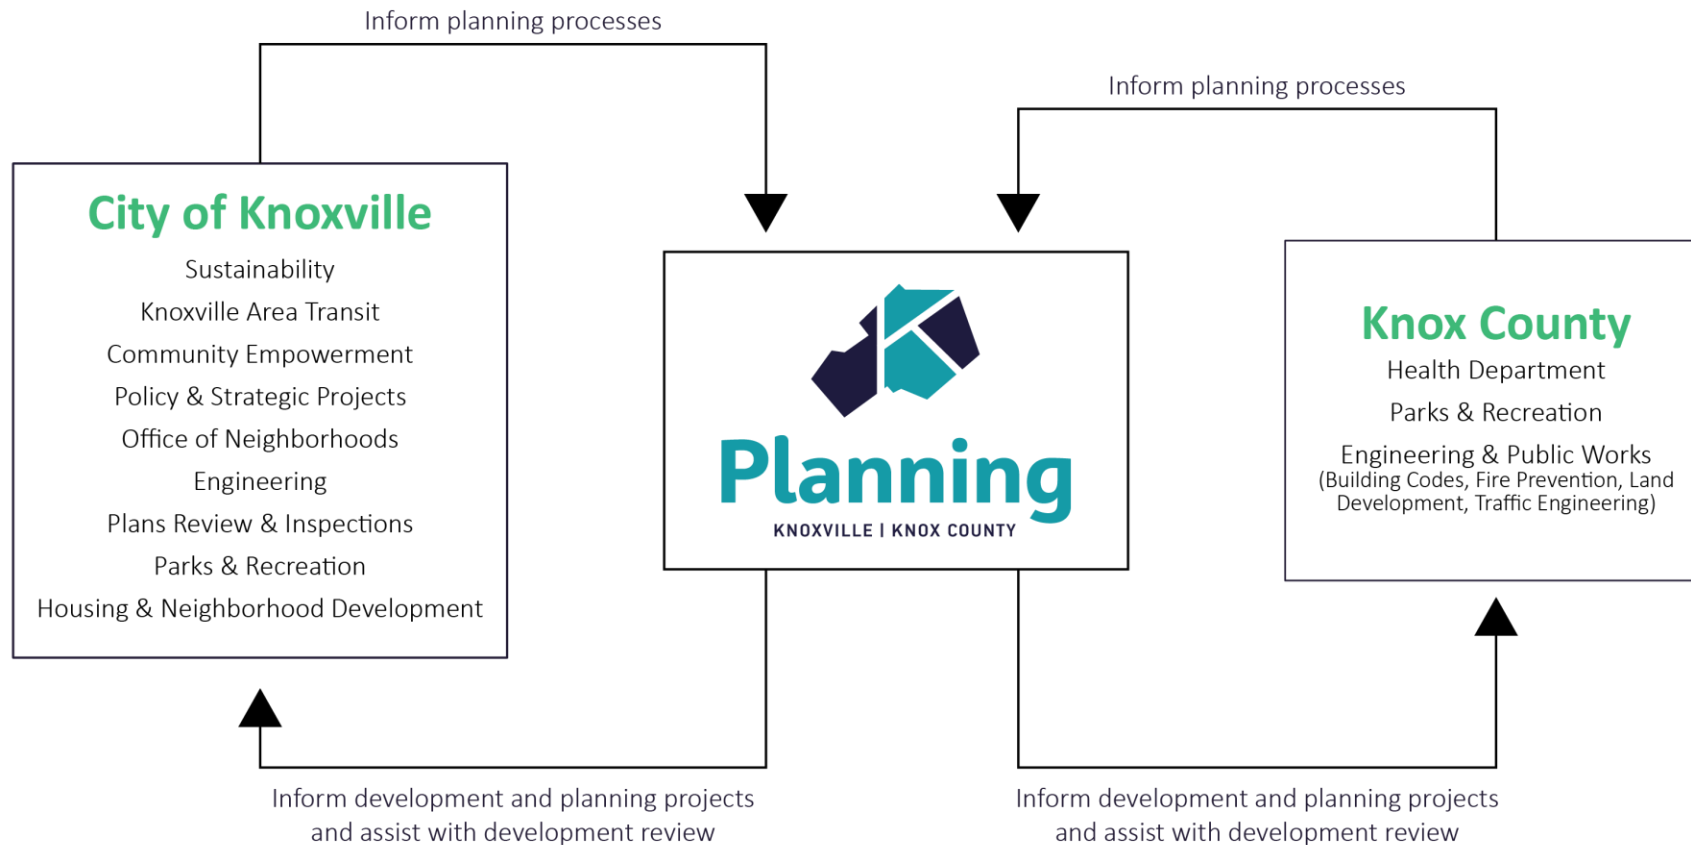 Inform planning processes
Inform planning processes
City of Knoxville
Sustainability
Knoxville Area Transit
Community Empowerment
Policy & Strategic Projects
Office of Neighborhoods
Engineering
Plans Review & Inspections
Parks & Recreation
Housing & Neighborhood Development
Planning
KNOXVILLE | KNOX COUNTY
Knox County
Health Department
Parks & Recreation
Engineering & Public Works
(Building Codes, Fire Prevention, Land
Development, Traffic Engineering)
Inform development and planning projects
and assist with development review
Inform development and planning projects
and assist with development review